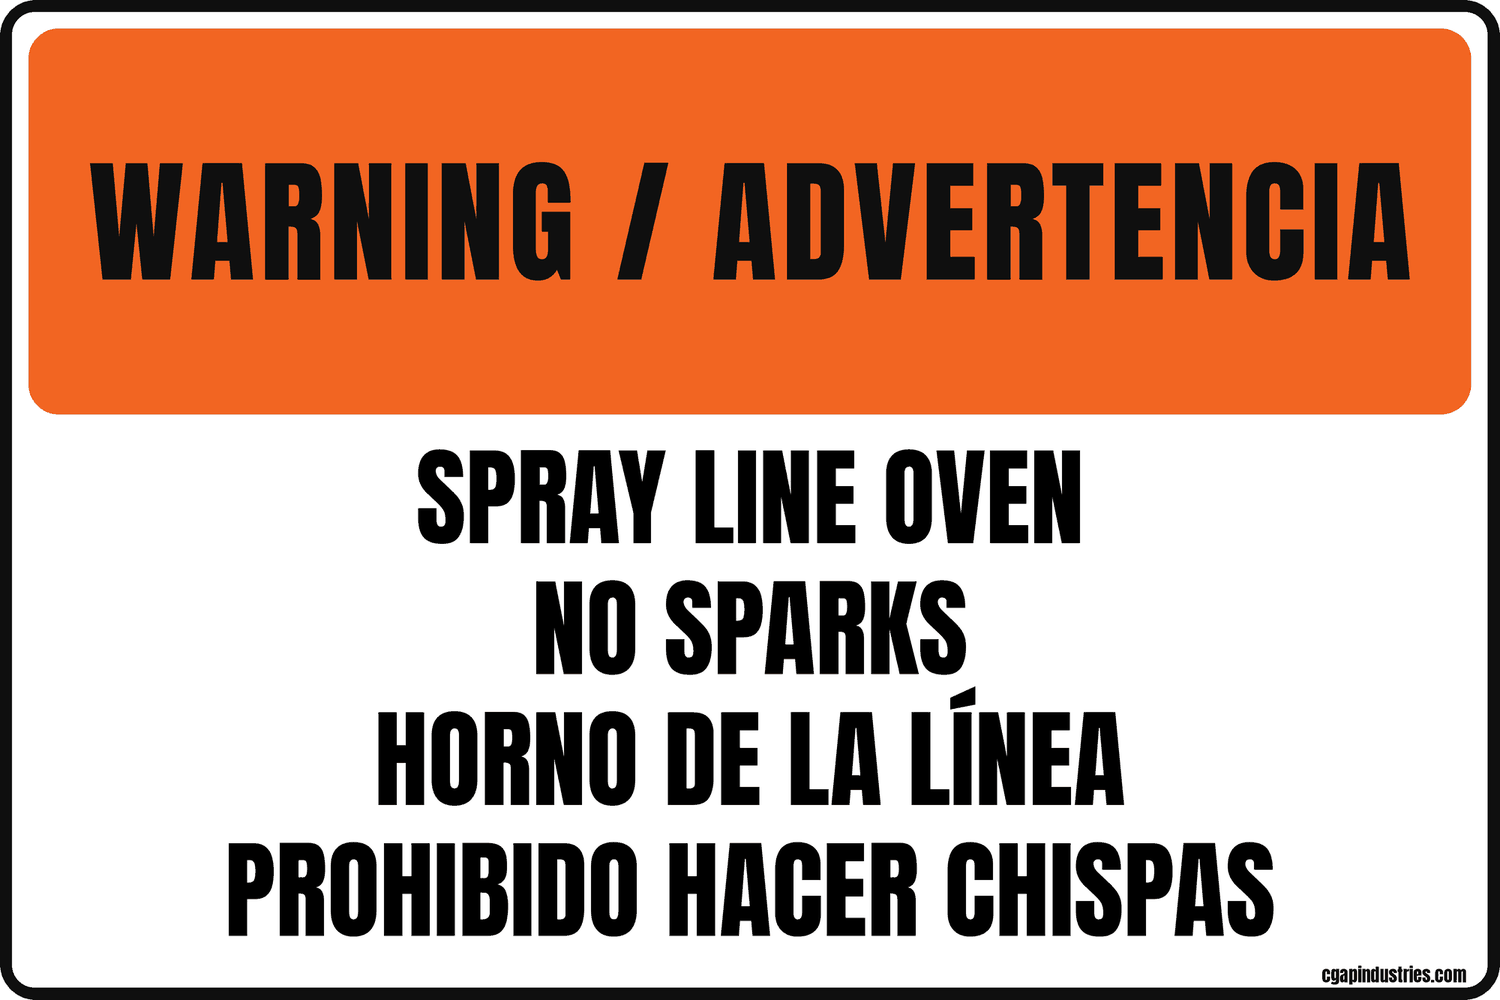 WARNING / ADVERTENCIA
SPRAY LINE OVEN
NO SPARKS
HORNO DE LA LÍNEA
PROHIBIDO HACER CHISPAS
cgapindustries.com